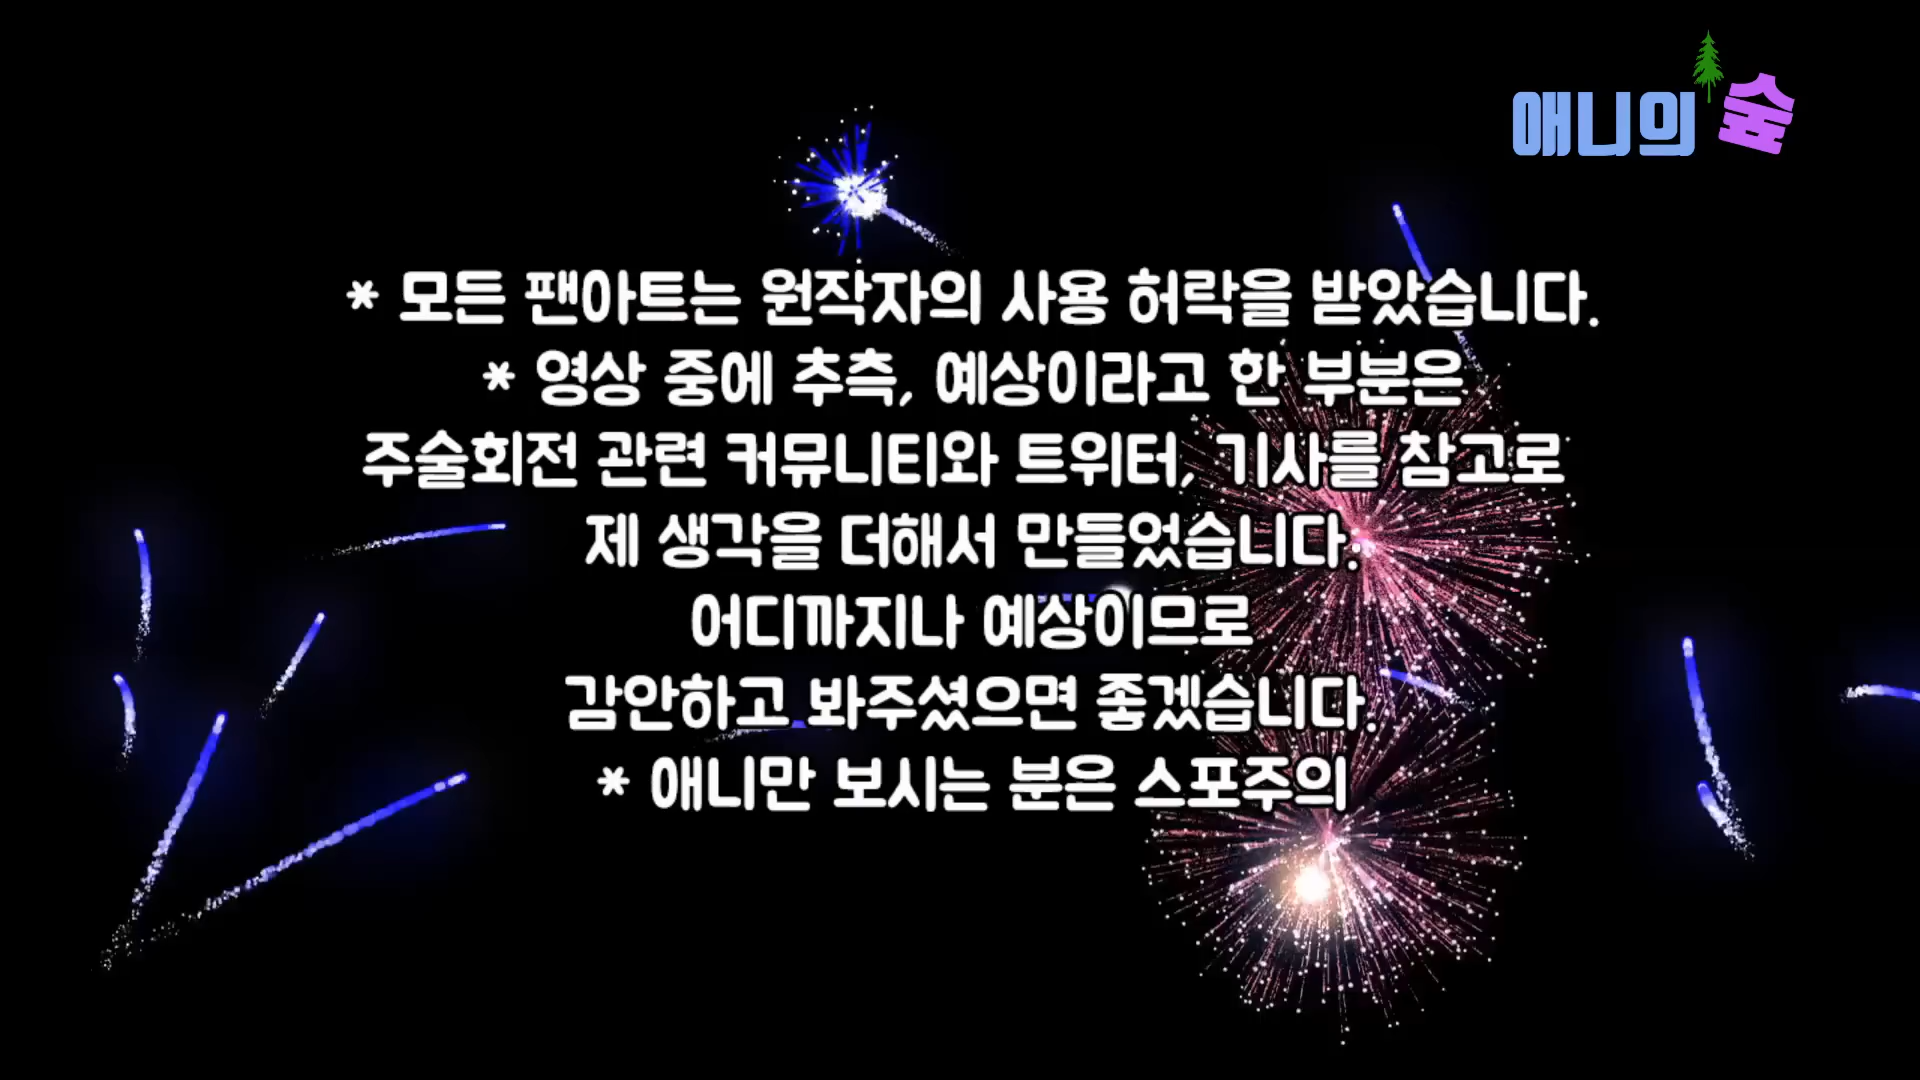 애니의 숲
* 모든 팬아트는 원작자의 사용 허락을 받았습니다.
* 영상 중에 추측, 예상이라고 한 부분은
주술회전 관련 커뮤니티와 트위터, 기사를 참고로
제 생각을 더해서 만들었습니다.
어디까지나 예상이므로
감안하고 봐주셨으면 좋겠습니다.
* 애니만 보시는 분은 스포주의